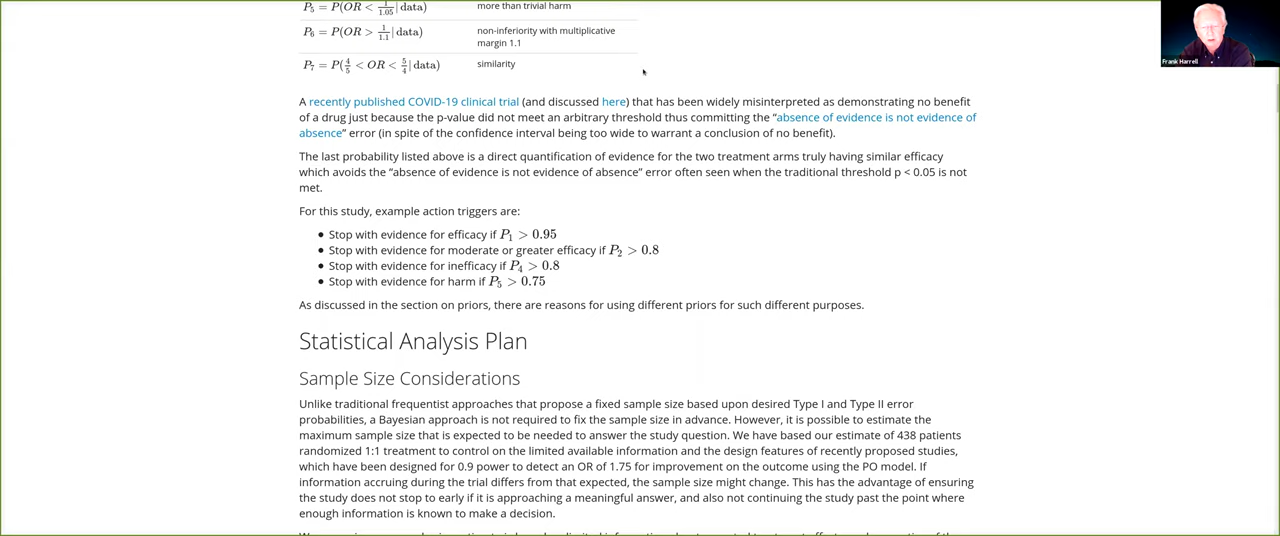 P5 = P(OR < 1/1.05 | data) more than trivial harm
Frank Harrell
P6 = P(OR > 1/1.1 | data) non-inferiority with multiplicative
margin 1.1
P7 = P(4/5 < OR < 5/4 | data) similarity
A recently published COVID-19 clinical trial (and discussed here) that has been widely misinterpreted as demonstrating no benefit
of a drug just because the p-value did not meet an arbitrary threshold thus committing the “absence of evidence is not evidence of
absence” error (in spite of the confidence interval being too wide to warrant a conclusion of no benefit).
The last probability listed above is a direct quantification of evidence for the two treatment arms truly having similar efficacy
which avoids the “absence of evidence is not evidence of absence” error often seen when the traditional threshold p < 0.05 is not
met.
For this study, example action triggers are:
• Stop with evidence for efficacy if P1 > 0.95
• Stop with evidence for moderate or greater efficacy if P2 > 0.8
• Stop with evidence for inefficacy if P4 > 0.8
• Stop with evidence for harm if P5 > 0.75
As discussed in the section on priors, there are reasons for using different priors for such different purposes.
Statistical Analysis Plan
Sample Size Considerations
Unlike traditional frequentist approaches that propose a fixed sample size based upon desired Type I and Type II error
probabilities, a Bayesian approach is not required to fix the sample size in advance. However, it is possible to estimate the
maximum sample size that is expected to be needed to answer the study question. We have based our estimate of 438 patients
randomized 1:1 treatment to control on the limited available information and the design features of recently proposed studies,
which have been designed for 0.9 power to detect an OR of 1.75 for improvement on the outcome using the PO model. If
information accruing during the trial differs from that expected, the sample size might change. This has the advantage of ensuring
the study does not stop to early if it is approaching a meaningful answer, and also not continuing the study past the point where
enough information is known to make a decision.